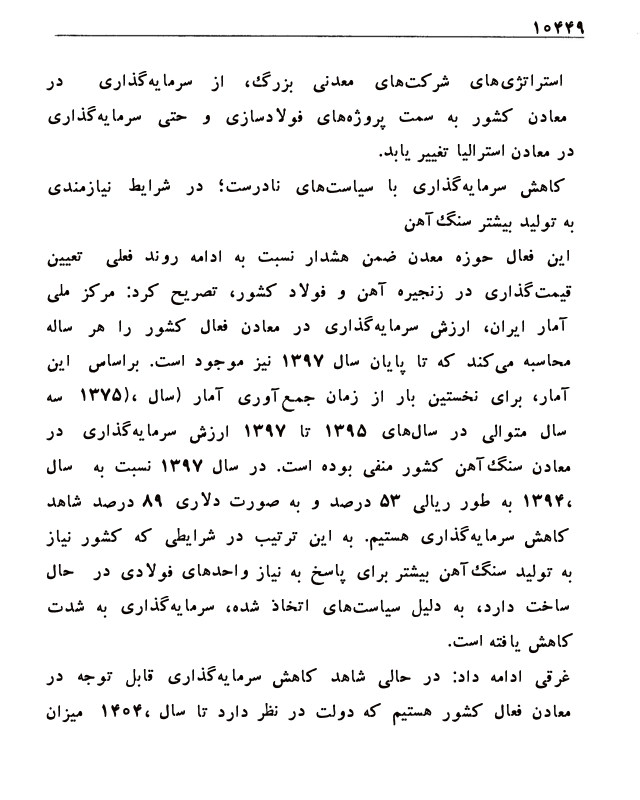 ۱۰۴۴۹
استراتژی‌های شرکت‌های معدنی بزرگ، از سرمایه‌گذاری در
معادن کشور به سمت پروژه‌های فولادسازی و حتی سرمایه‌گذاری
در معادن استرالیا تغییر یابد.
کاهش سرمایه‌گذاری با سیاست‌های نادرست؛ در شرایط نیازمندی
به تولید بیشتر سنگ‌آهن
این فعال حوزه معدن ضمن هشدار نسبت به ادامه روند فعلی تعیین
قیمت‌گذاری در زنجیره آهن و فولاد کشور، تصریح کرد: مرکز ملی
آمار ایران، ارزش سرمایه‌گذاری در معادن فعال کشور را هر ساله
محاسبه می‌کند که تا پایان سال ۱۳۹۷ نیز موجود است. براساس این
آمار، برای نخستین بار از زمان جمع‌آوری آمار (سال ،(۱۳۷۵ سه
سال متوالی در سال‌های ۱۳۹۵ تا ۱۳۹۷ ارزش سرمایه‌گذاری در
معادن سنگ‌آهن کشور منفی بوده است. در سال ۱۳۹۷ نسبت به سال
،۱۳۹۴ به طور ریالی ۵۳ درصد و به صورت دلاری ۸۹ درصد شاهد
کاهش سرمایه‌گذاری هستیم. به این ترتیب در شرایطی که کشور نیاز
به تولید سنگ‌آهن بیشتر برای پاسخ به نیاز واحدهای فولادی در حال
ساخت دارد، به دلیل سیاست‌های اتخاذ شده، سرمایه‌گذاری به شدت
کاهش یافته است.
غرقی ادامه داد: در حالی شاهد کاهش سرمایه‌گذاری قابل توجه در
معادن فعال کشور هستیم که دولت در نظر دارد تا سال ،۱۴۰۴ میزان